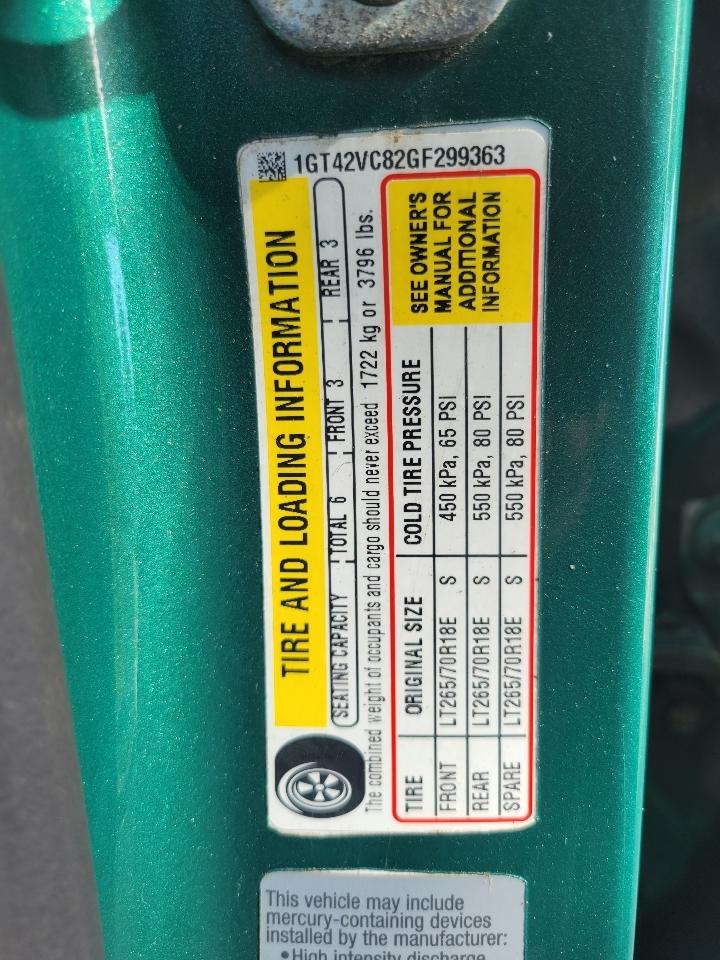 1GT42VC82GF299363
TIRE AND LOADING INFORMATION
SEATING CAPACITY TOTAL 6 FRONT 3 REAR 3
The combined weight of occupants and cargo should never exceed 1722 kg or 3796 lbs.
TIRE ORIGINAL SIZE COLD TIRE PRESSURE
FRONT LT265/70R18E S 450 kPa, 65 PSI
REAR LT265/70R18E S 550 kPa, 80 PSI
SPARE LT265/70R18E S 550 kPa, 80 PSI
SEE OWNER'S
MANUAL FOR
ADDITIONAL
INFORMATION
This vehicle may include
mercury-containing devices
installed by the manufacturer:
• High intensity discharge